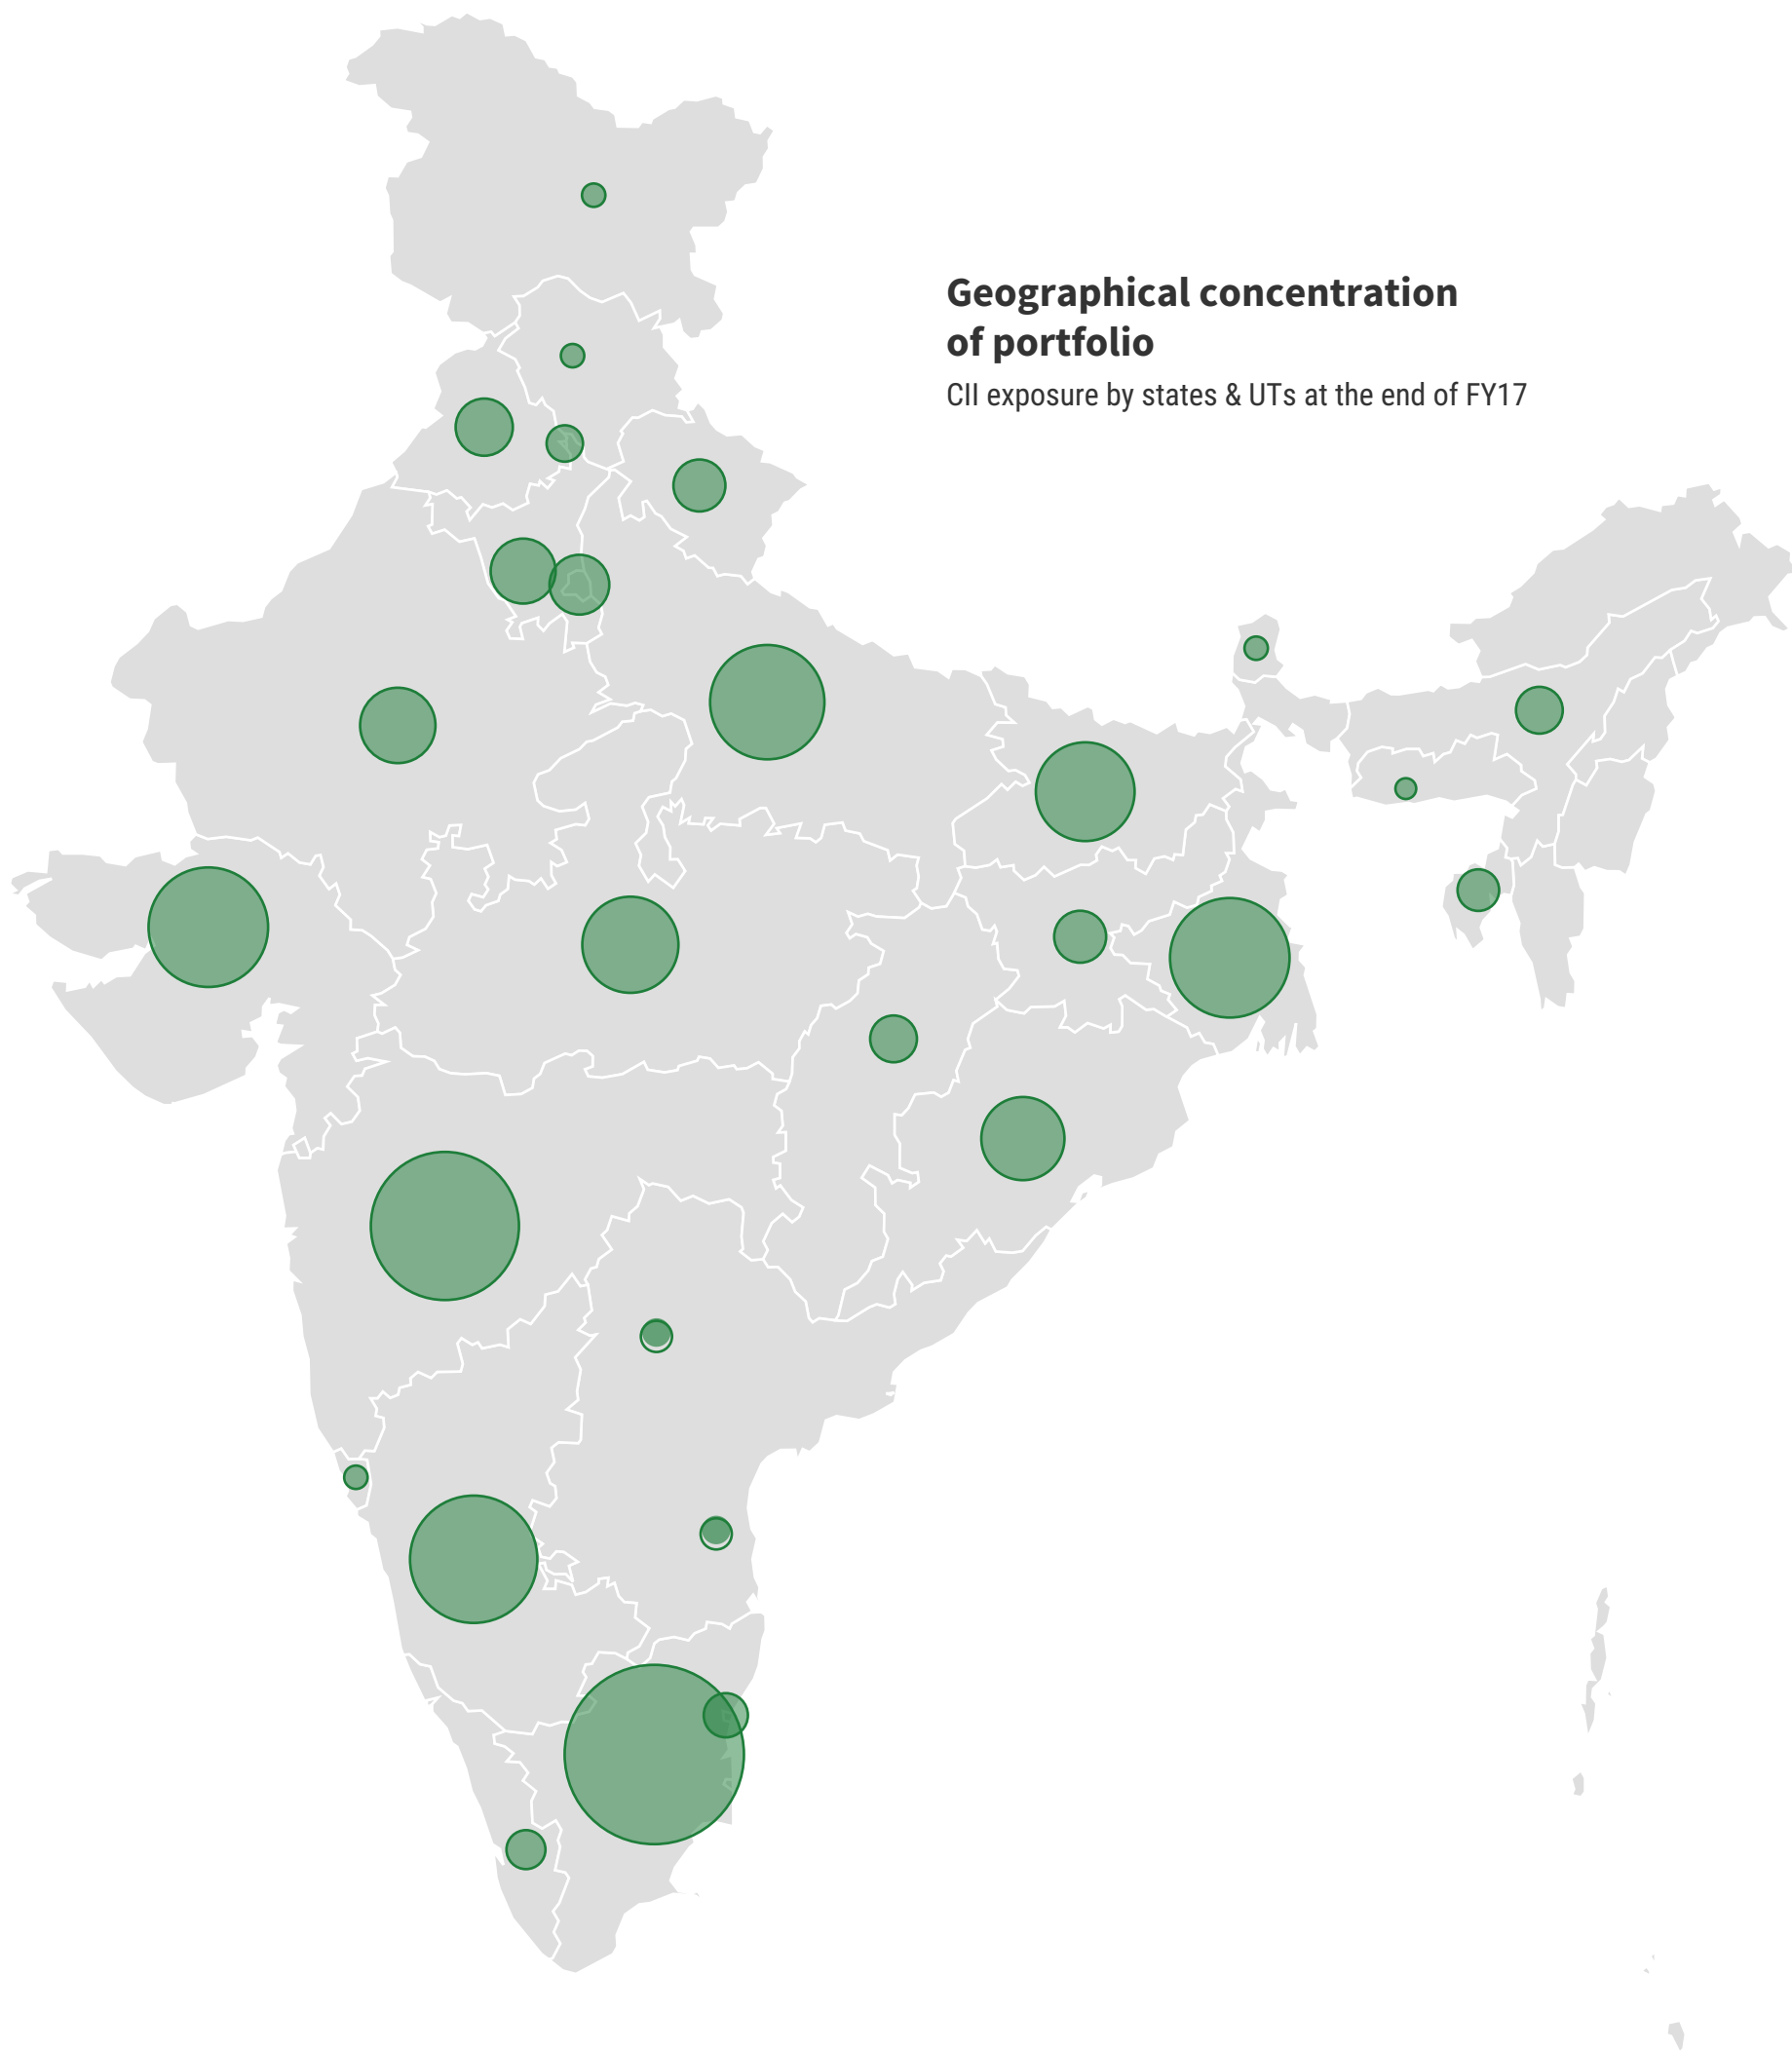 Geographical concentration
of portfolio
CII exposure by states & UTs at the end of FY17